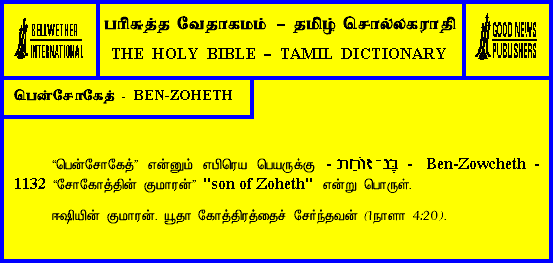 BELLWETHER
INTERNATIONAL
பரிசுத்த வேதாகமம் – தமிழ் சொல்லகராதி
THE HOLY BIBLE – TAMIL DICTIONARY
GOOD NEWS
PUBLISHERS
பென்சோகேத் - BEN-ZOHETH
“பென்சோகேத்” என்னும் எபிரெய பெயருக்கு - בֶּן־זוֹחֵת - Ben-Zowcheth -
1132 “சோகோத்தின் குமாரன்” "son of Zoheth" என்று பொருள்.
ஈஷியின் குமாரன். யூதா கோத்திரத்தைச் சேர்ந்தவன் (1நாளா 4:20).